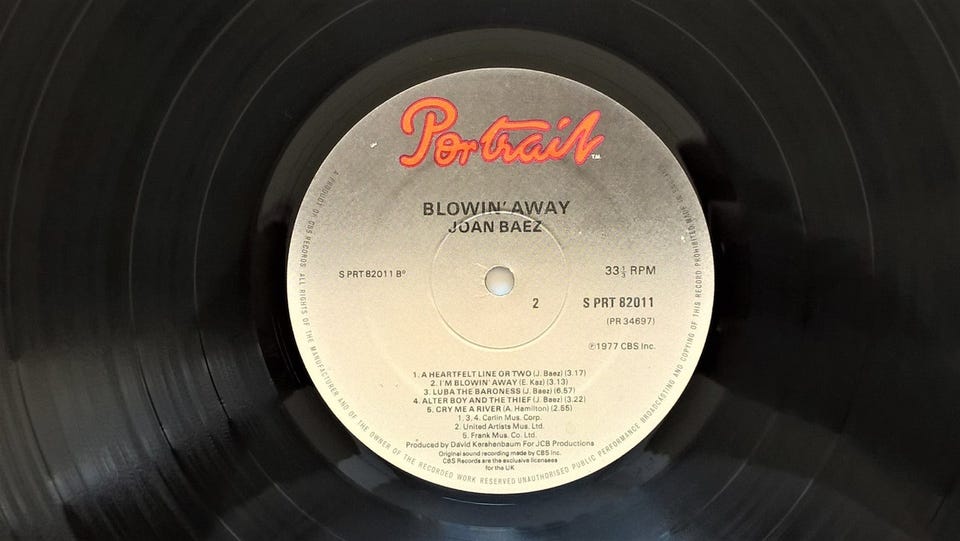 Portrait
TM
BLOWIN' AWAY
JOAN BAEZ
S PRT 82011 Bº
33⅓ RPM
2
S PRT 82011
(PR 34697)
℗1977 CBS Inc.
1. A HEARTFELT LINE OR TWO (J. Baez) (3.17)
2. I'M BLOWIN' AWAY (E. Kaz) (3.13)
3. LUBA THE BARONESS (J. Baez) (6.57)
4. ALTER BOY AND THE THIEF (J. Baez) (3.22)
5. CRY ME A RIVER (A. Hamilton) (2.55)
1. 3. 4. Carlin Mus. Corp.
2. United Artists Mus. Ltd.
5. Frank Mus. Co. Ltd.
Produced by David Kershenbaum For JCB Productions
Original sound recording made by CBS Inc.
CBS Records are the exclusive licensees
for the UK
A PRODUCT OF CBS RECORDS. ALL RIGHTS OF THE MANUFACTURER AND OF THE OWNER OF THE RECORDED WORK RESERVED UNAUTHORISED PUBLIC PERFORMANCE BROADCASTING AND COPYING OF THIS RECORD PROHIBITED MADE